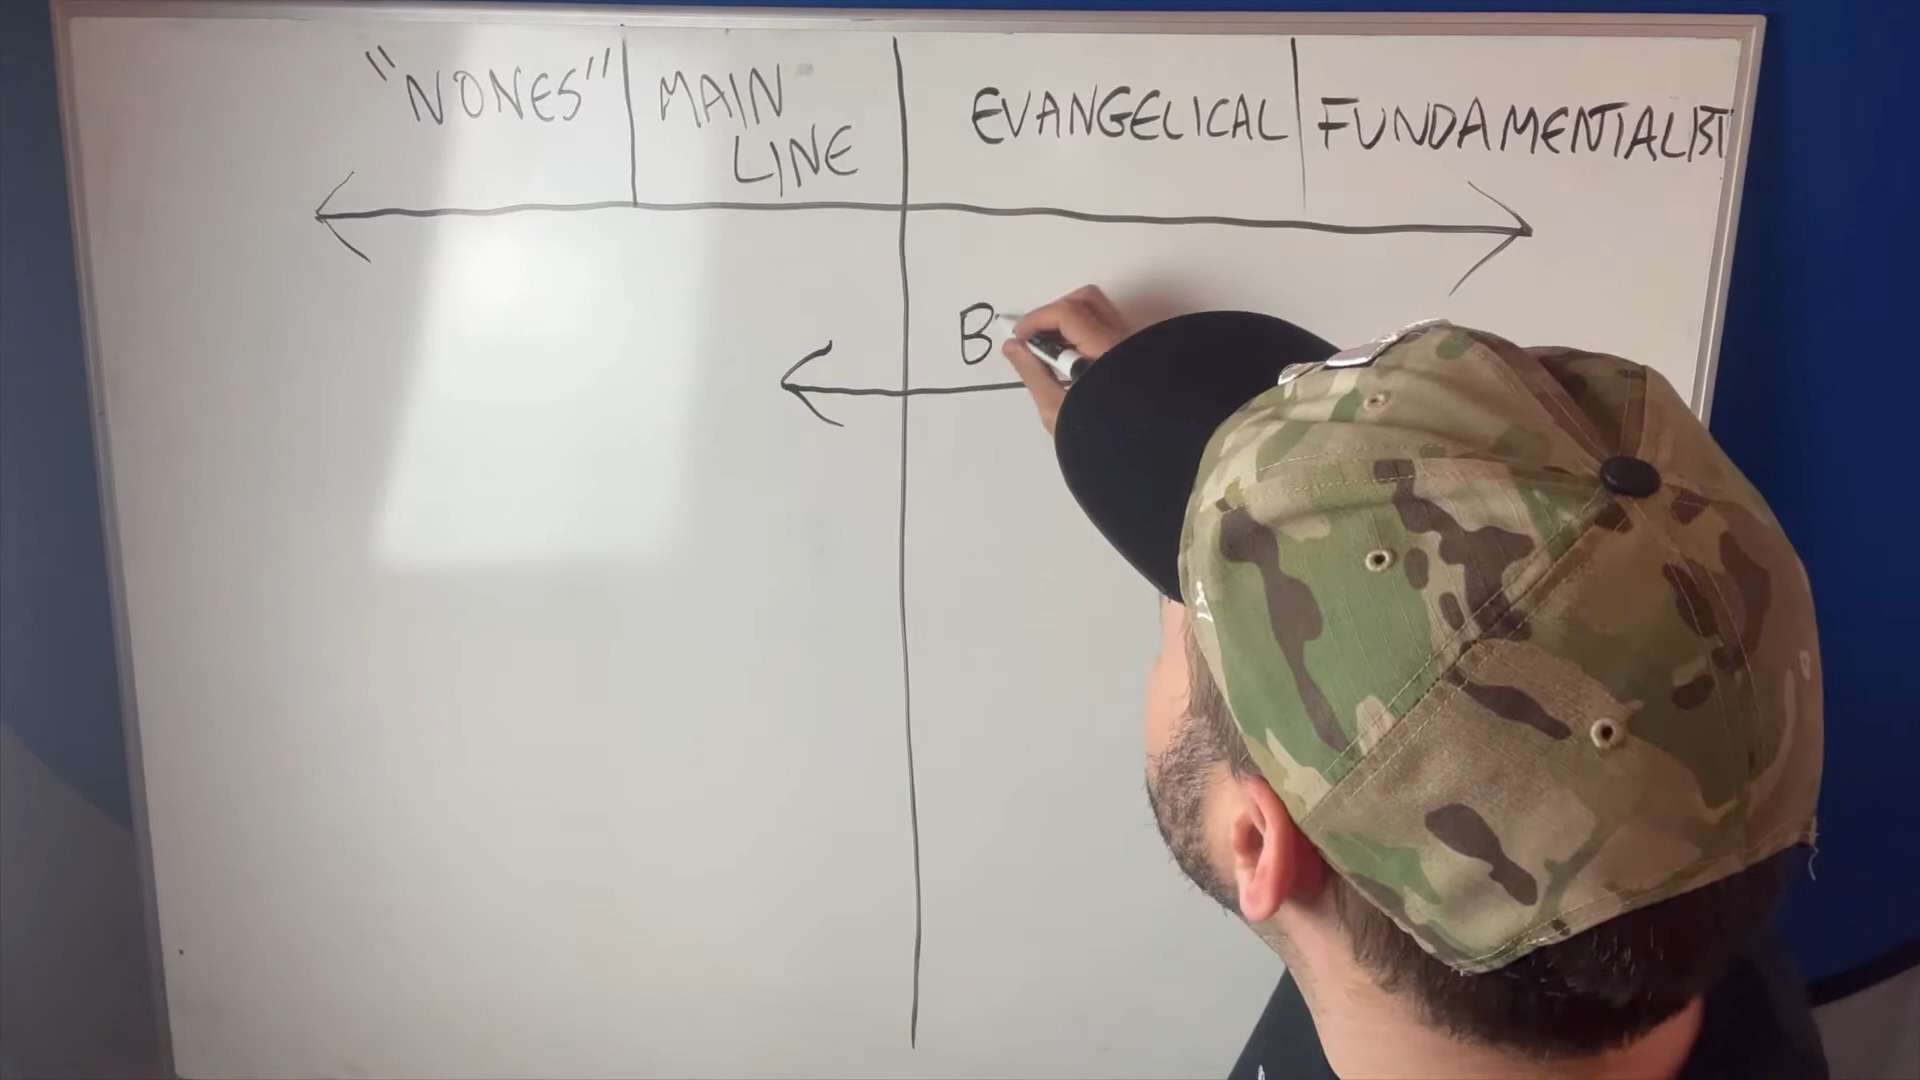 "NONES"
MAIN
LINE
EVANGELICAL
FUNDAMENTALIST
B